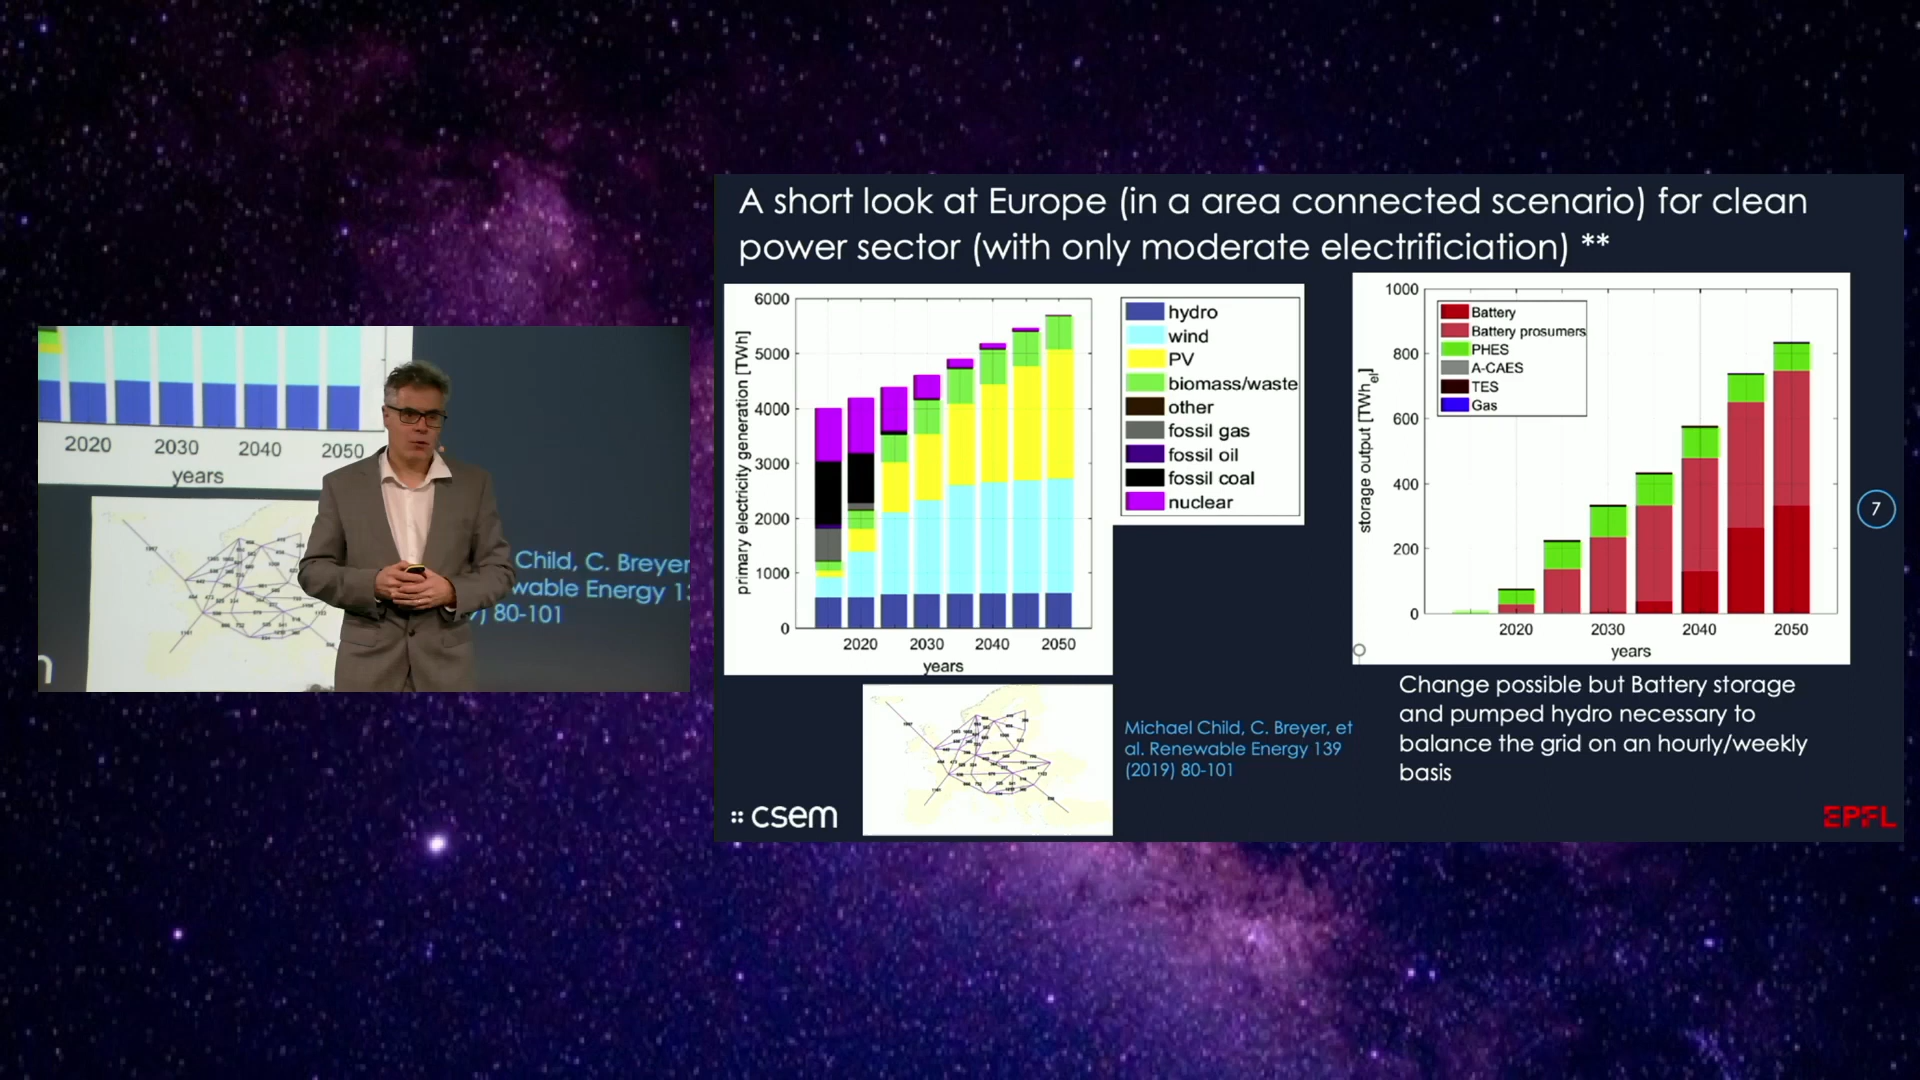 A short look at Europe (in a area connected scenario) for clean
power sector (with only moderate electrificiation) **
primary electricity generation [TWh]
6000
5000
4000
3000
2000
1000
0
2020
2030
2040
2050
years
hydro
wind
PV
biomass/waste
other
fossil gas
fossil oil
fossil coal
nuclear
storage output [TWh_el]
1000
800
600
400
200
0
2020
2030
2040
2050
years
Battery
Battery prosumers
PHES
A-CAES
TES
Gas
7
Change possible but Battery storage
and pumped hydro necessary to
balance the grid on an hourly/weekly
basis
Michael Child, C. Breyer, et
al. Renewable Energy 139
(2019) 80-101
:: csem
EPFL
2020
2030
2040
2050
years
Child, C. Breyer
wable Energy 1
80-101